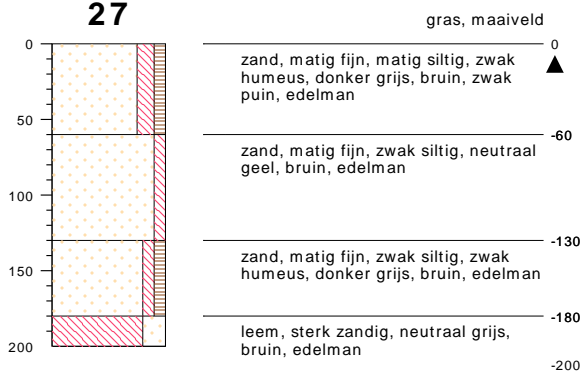 27
gras, maaiveld
0
0
zand, matig fijn, matig siltig, zwak
humeus, donker grijs, bruin, zwak
puin, edelman
50
-60
zand, matig fijn, zwak siltig, neutraal
geel, bruin, edelman
100
-130
zand, matig fijn, zwak siltig, zwak
humeus, donker grijs, bruin, edelman
150
-180
leem, sterk zandig, neutraal grijs,
bruin, edelman
200
-200